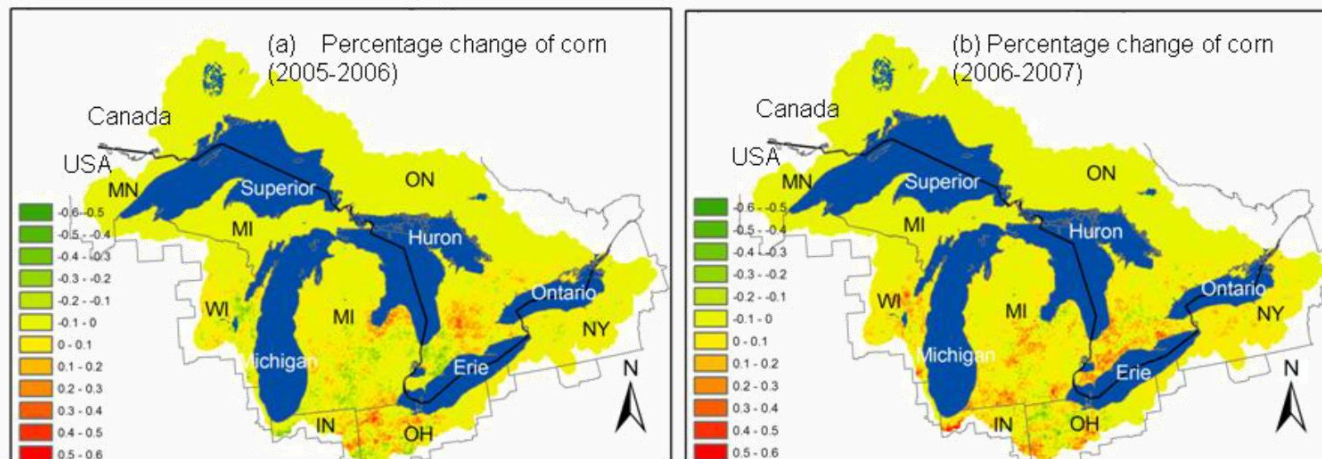 (a) Percentage change of corn
(2005-2006)
Canada
USA
MN
Superior
ON
MI
Huron
WI
MI
Ontario
NY
Michigan
Erie
IN
OH
N
-0.6--0.5
-0.5 - -0.4
-0.4 - -0.3
-0.3 - -0.2
-0.2 - -0.1
-0.1 - 0
0 - 0.1
0.1 - 0.2
0.2 - 0.3
0.3 - 0.4
0.4 - 0.5
0.5 - 0.6
(b) Percentage change of corn
(2006-2007)
Canada
USA
MN
Superior
ON
MI
Huron
WI
MI
Ontario
NY
Michigan
Erie
IN
OH
N
-0.6 - -0.5
-0.5 - -0.4
-0.4 - -0.3
-0.3 - -0.2
-0.2 - -0.1
-0.1 - 0
0 - 0.1
0.1 - 0.2
0.2 - 0.3
0.3 - 0.4
0.4 - 0.5
0.5 - 0.6